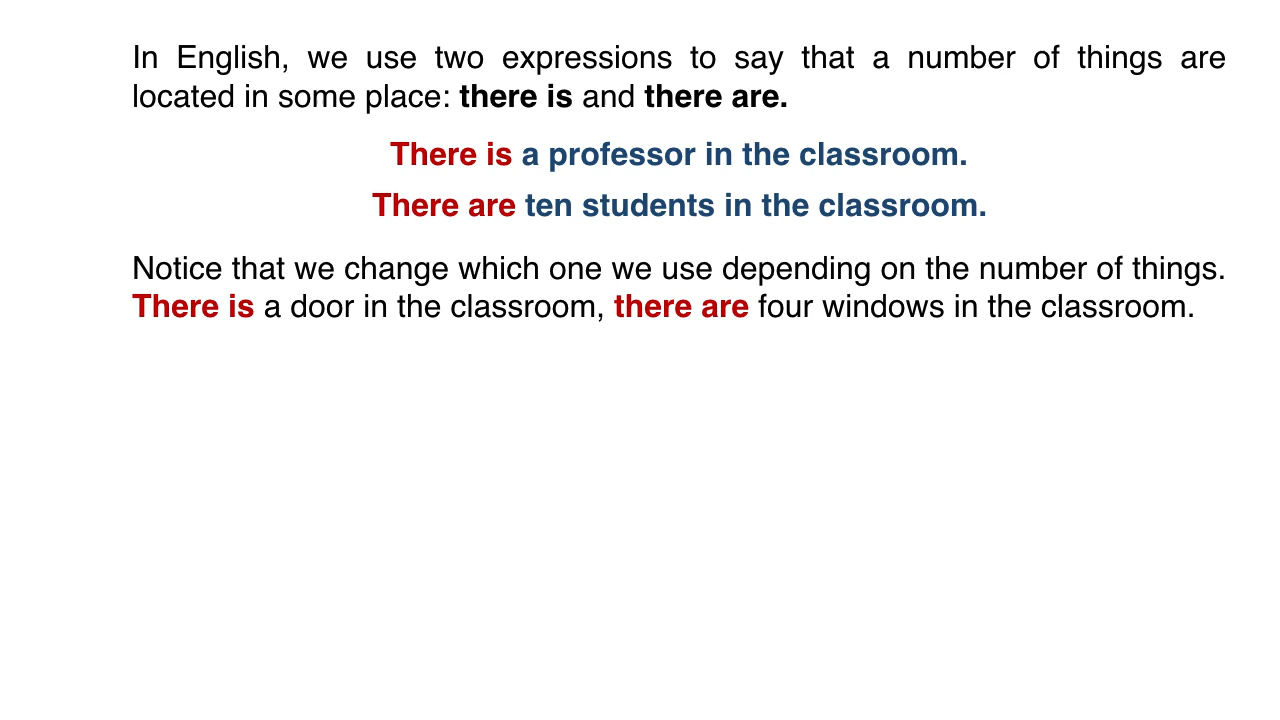 In English, we use two expressions to say that a number of things are
located in some place: there is and there are.
There is a professor in the classroom.
There are ten students in the classroom.
Notice that we change which one we use depending on the number of things.
There is a door in the classroom, there are four windows in the classroom.